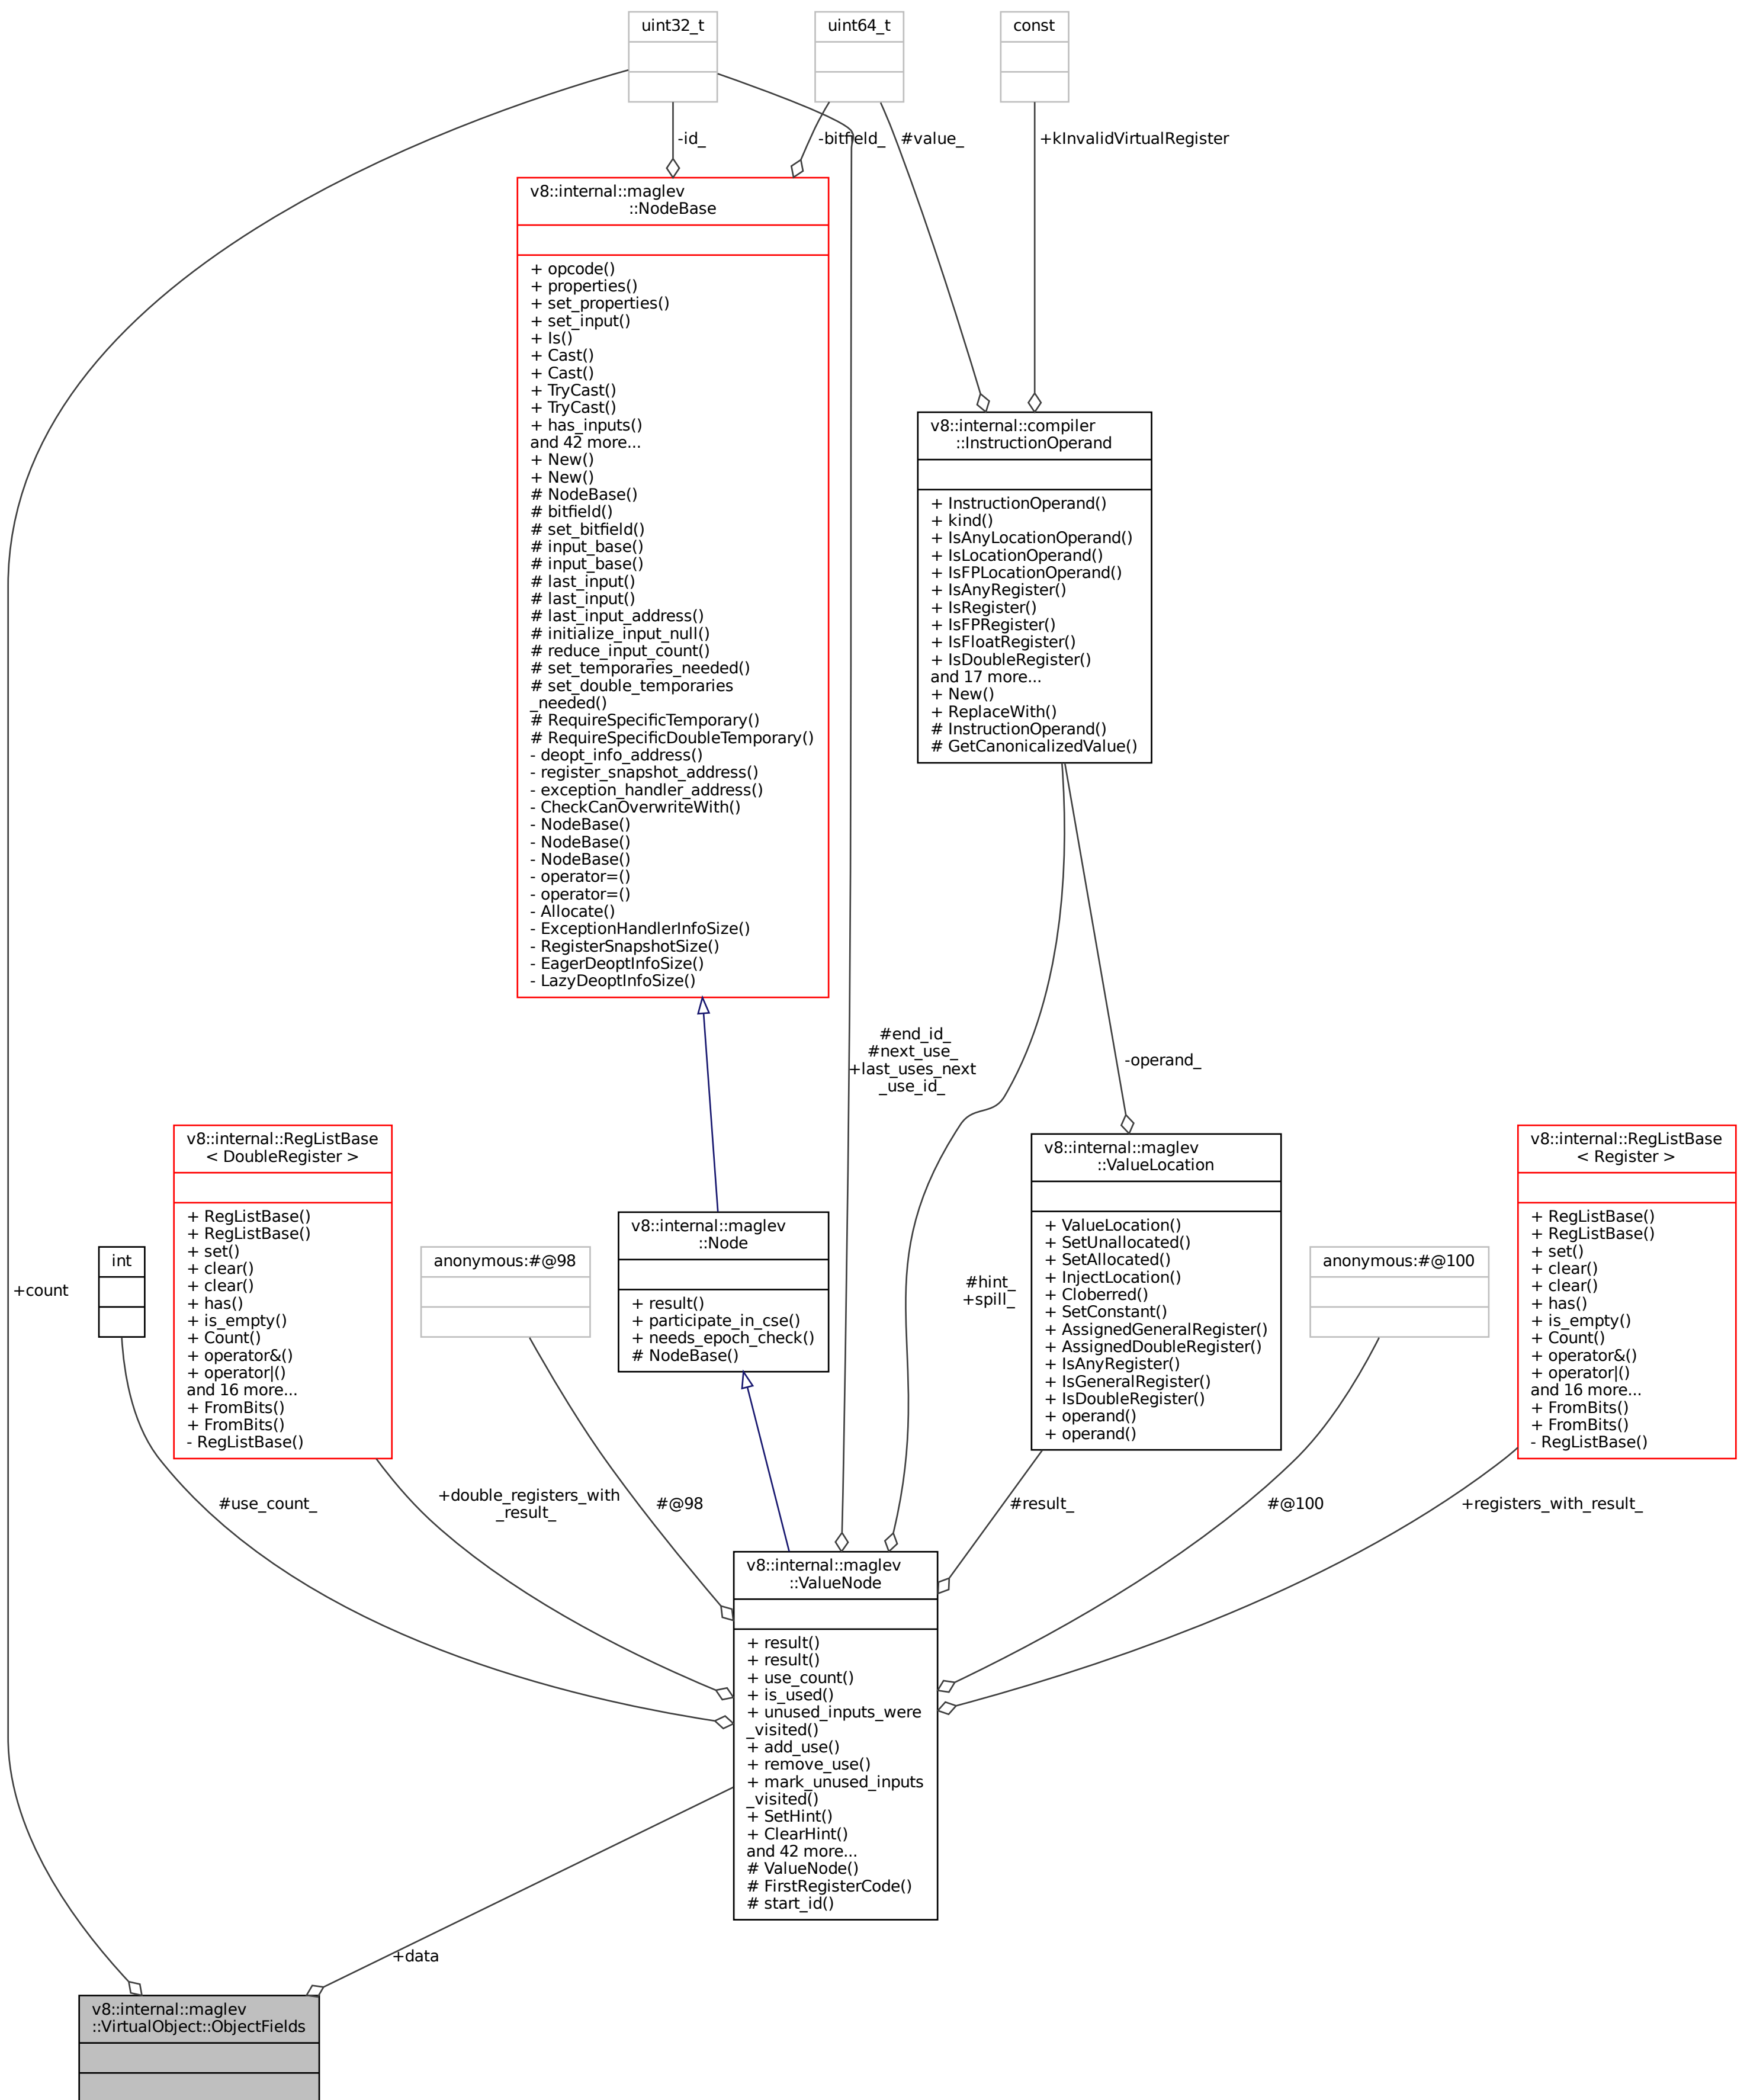 uint32_t
uint64_t
const
-id_
-bitfield_
#value_
+kInvalidVirtualRegister
v8::internal::maglev
::NodeBase
+ opcode()
+ properties()
+ set_properties()
+ set_input()
+ Is()
+ Cast()
+ Cast()
+ TryCast()
+ TryCast()
+ has_inputs()
and 42 more...
+ New()
+ New()
# NodeBase()
# bitfield()
# set_bitfield()
# input_base()
# input_base()
# last_input()
# last_input()
# last_input_address()
# initialize_input_null()
# reduce_input_count()
# set_temporaries_needed()
# set_double_temporaries
_needed()
# RequireSpecificTemporary()
# RequireSpecificDoubleTemporary()
- deopt_info_address()
- register_snapshot_address()
- exception_handler_address()
- CheckCanOverwriteWith()
- NodeBase()
- NodeBase()
- NodeBase()
- operator=()
- operator=()
- Allocate()
- ExceptionHandlerInfoSize()
- RegisterSnapshotSize()
- EagerDeoptInfoSize()
- LazyDeoptInfoSize()
v8::internal::compiler
::InstructionOperand
+ InstructionOperand()
+ kind()
+ IsAnyLocationOperand()
+ IsLocationOperand()
+ IsFPLocationOperand()
+ IsAnyRegister()
+ IsRegister()
+ IsFPRegister()
+ IsFloatRegister()
+ IsDoubleRegister()
and 17 more...
+ New()
+ ReplaceWith()
# InstructionOperand()
# GetCanonicalizedValue()
#end_id_
#next_use_
+last_uses_next
_use_id_
-operand_
v8::internal::RegListBase
< DoubleRegister >
+ RegListBase()
+ RegListBase()
+ set()
+ clear()
+ clear()
+ has()
+ is_empty()
+ Count()
+ operator&()
+ operator|()
and 16 more...
+ FromBits()
+ FromBits()
- RegListBase()
v8::internal::maglev
::ValueLocation
+ ValueLocation()
+ SetUnallocated()
+ SetAllocated()
+ InjectLocation()
+ Cloberred()
+ SetConstant()
+ AssignedGeneralRegister()
+ AssignedDoubleRegister()
+ IsAnyRegister()
+ IsGeneralRegister()
+ IsDoubleRegister()
+ operand()
+ operand()
v8::internal::RegListBase
< Register >
+ RegListBase()
+ RegListBase()
+ set()
+ clear()
+ clear()
+ has()
+ is_empty()
+ Count()
+ operator&()
+ operator|()
and 16 more...
+ FromBits()
+ FromBits()
- RegListBase()
v8::internal::maglev
::Node
+ result()
+ participate_in_cse()
+ needs_epoch_check()
# NodeBase()
+count
int
anonymous:#@98
#hint_
+spill_
anonymous:#@100
#use_count_
+double_registers_with
_result_
#@98
#result_
#@100
+registers_with_result_
v8::internal::maglev
::ValueNode
+ result()
+ result()
+ use_count()
+ is_used()
+ unused_inputs_were
_visited()
+ add_use()
+ remove_use()
+ mark_unused_inputs
_visited()
+ SetHint()
+ ClearHint()
and 42 more...
# ValueNode()
# FirstRegisterCode()
# start_id()
+data
v8::internal::maglev
::VirtualObject::ObjectFields